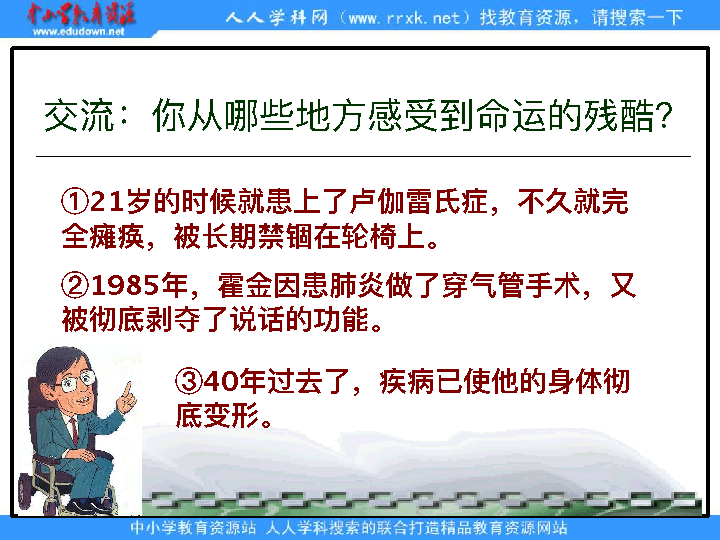 中小学教育资源
www.edudown.net
人人学科网（www.rrxk.net）找教育资源，请搜索一下
交流：你从哪些地方感受到命运的残酷？
①21岁的时候就患上了卢伽雷氏症，不久就完
全瘫痪，被长期禁锢在轮椅上。
②1985年，霍金因患肺炎做了穿气管手术，又
被彻底剥夺了说话的功能。
③40年过去了，疾病已使他的身体彻
底变形。
中小学教育资源站 人人学科搜索的联合打造精品教育资源网站